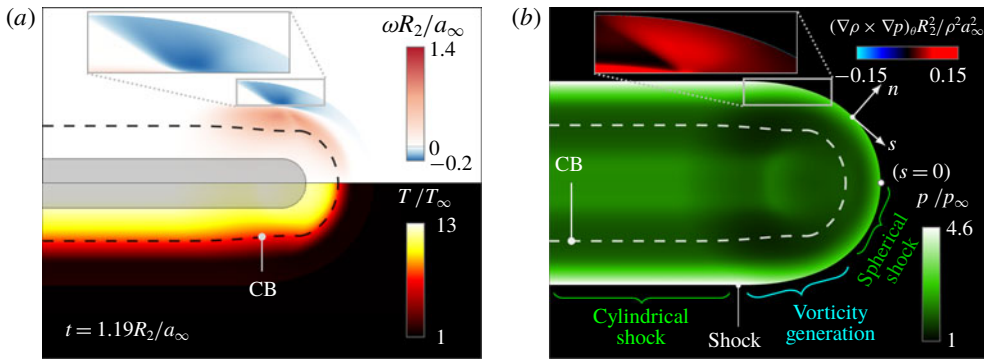 (a)
ωR₂/a∞
1.4
0
−0.2
T/T∞
13
1
CB
t = 1.19R₂/a∞
(b)
(∇ρ × ∇p)θR₂²/ρ²a∞²
−0.15 0.15
n
s
(s = 0)
CB
p/p∞
4.6
1
Spherical
shock
Cylindrical
shock
Shock
Vorticity
generation